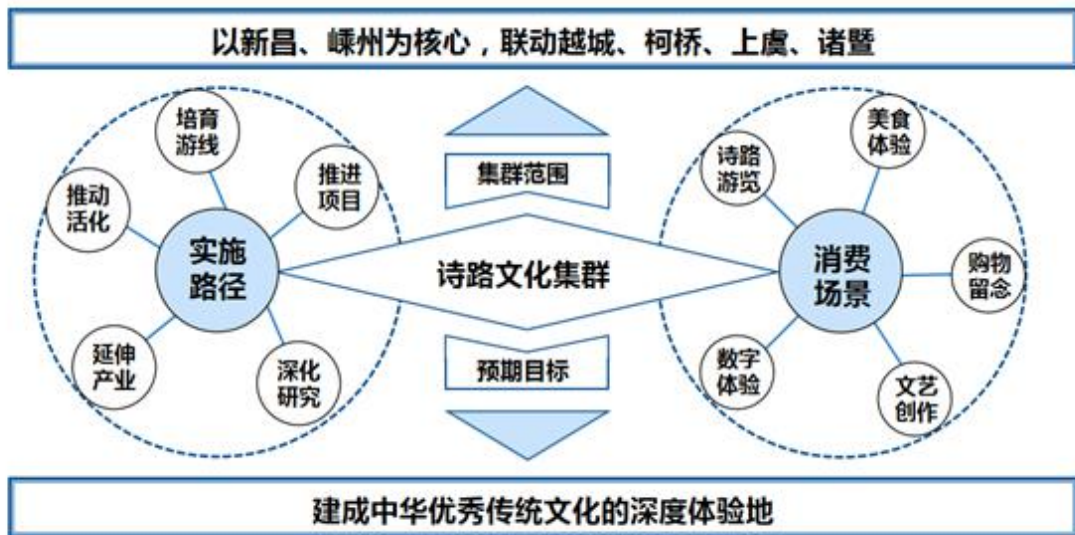 以新昌、嵊州为核心，联动越城、柯桥、上虞、诸暨
培育
游线
推进
项目
推动
活化
实施
路径
延伸
产业
深化
研究
集群范围
诗路文化集群
预期目标
美食
体验
诗路
游览
消费
场景
购物
留念
数字
体验
文艺
创作
建成中华优秀传统文化的深度体验地